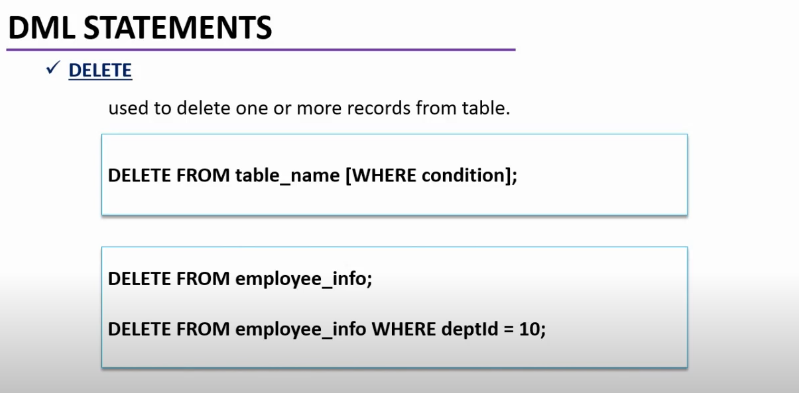 DML STATEMENTS
✓ DELETE
used to delete one or more records from table.
DELETE FROM table_name [WHERE condition];
DELETE FROM employee_info;
DELETE FROM employee_info WHERE deptId = 10;